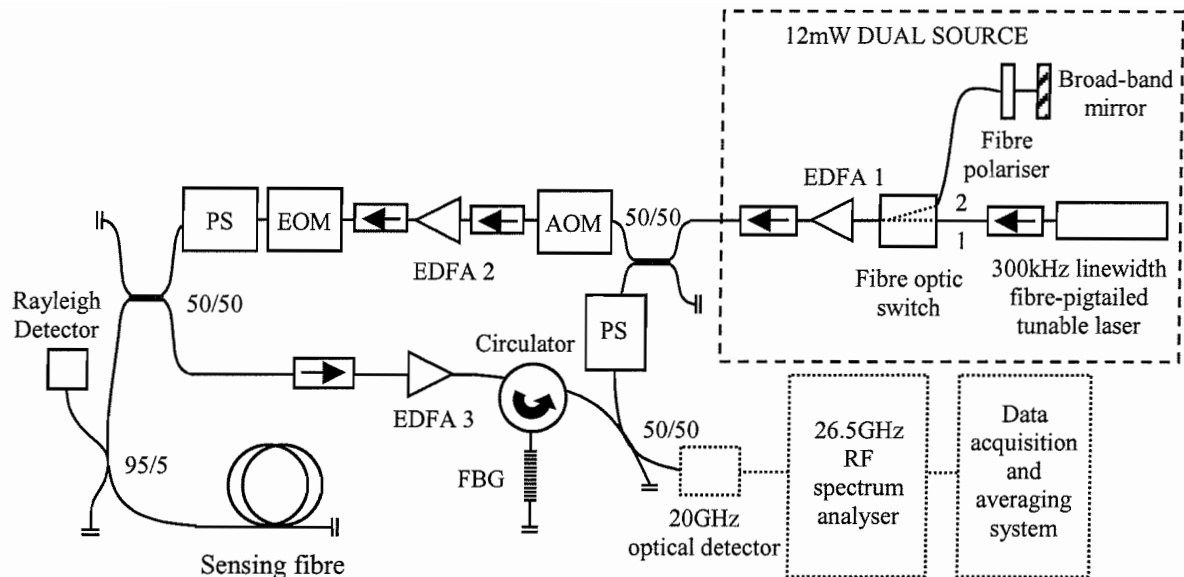 12mW DUAL SOURCE
Broad-band
mirror
Fibre
polariser
EDFA 1
2
1
Fibre optic
switch
300kHz linewidth
fibre-pigtailed
tunable laser
50/50
AOM
EDFA 2
EOM
PS
PS
50/50
Rayleigh
Detector
Circulator
EDFA 3
FBG
50/50
95/5
Sensing fibre
20GHz
optical detector
26.5GHz
RF
spectrum
analyser
Data
acquisition
and
averaging
system